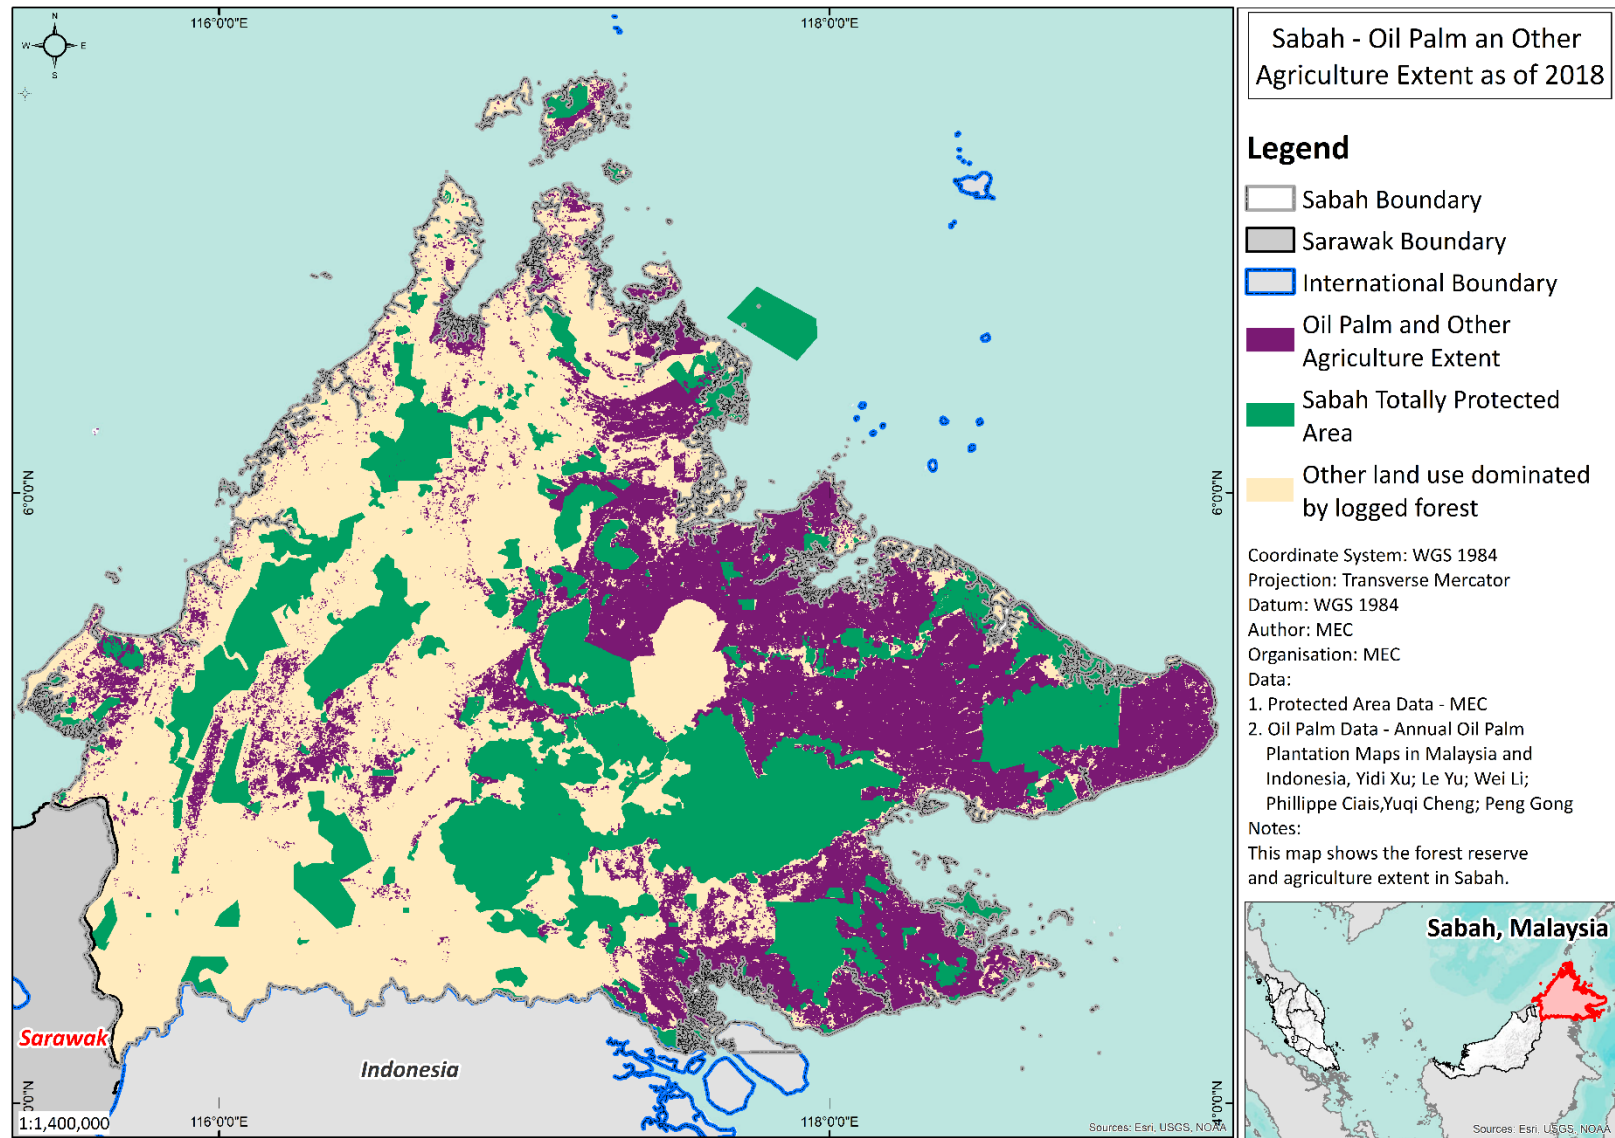 116°0'0"E
118°0'0"E
N
W
E
S
6°0'0"N
6°0'0"N
Sarawak
Indonesia
0'0"N
4°0'0"N
1:1,400,000
116°0'0"E
118°0'0"E
Sources: Esri, USGS, NOAA
Sabah - Oil Palm an Other
Agriculture Extent as of 2018
Legend
Sabah Boundary
Sarawak Boundary
International Boundary
Oil Palm and Other
Agriculture Extent
Sabah Totally Protected
Area
Other land use dominated
by logged forest
Coordinate System: WGS 1984
Projection: Transverse Mercator
Datum: WGS 1984
Author: MEC
Organisation: MEC
Data:
1. Protected Area Data - MEC
2. Oil Palm Data - Annual Oil Palm
Plantation Maps in Malaysia and
Indonesia, Yidi Xu; Le Yu; Wei Li;
Phillippe Ciais,Yuqi Cheng; Peng Gong
Notes:
This map shows the forest reserve
and agriculture extent in Sabah.
Sabah, Malaysia
Sources: Esri, USGS, NOAA